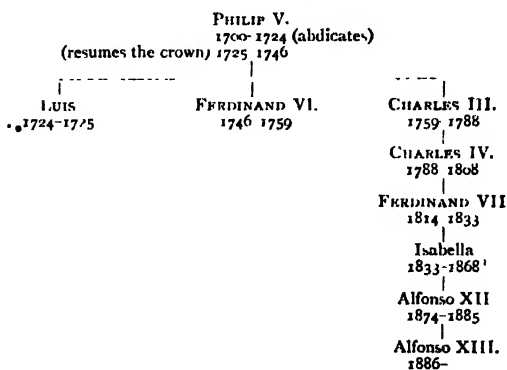 PHILIP V.
1700-1724 (abdicates)
(resumes the crown) 1725 1746
LUIS
1724-1725
FERDINAND VI.
1746 1759
CHARLES III.
1759- 1788
CHARLES IV.
1788 1808
FERDINAND VII
1814 1833
Isabella
1833-1868¹
Alfonso XII
1874-1885
Alfonso XIII.
1886-